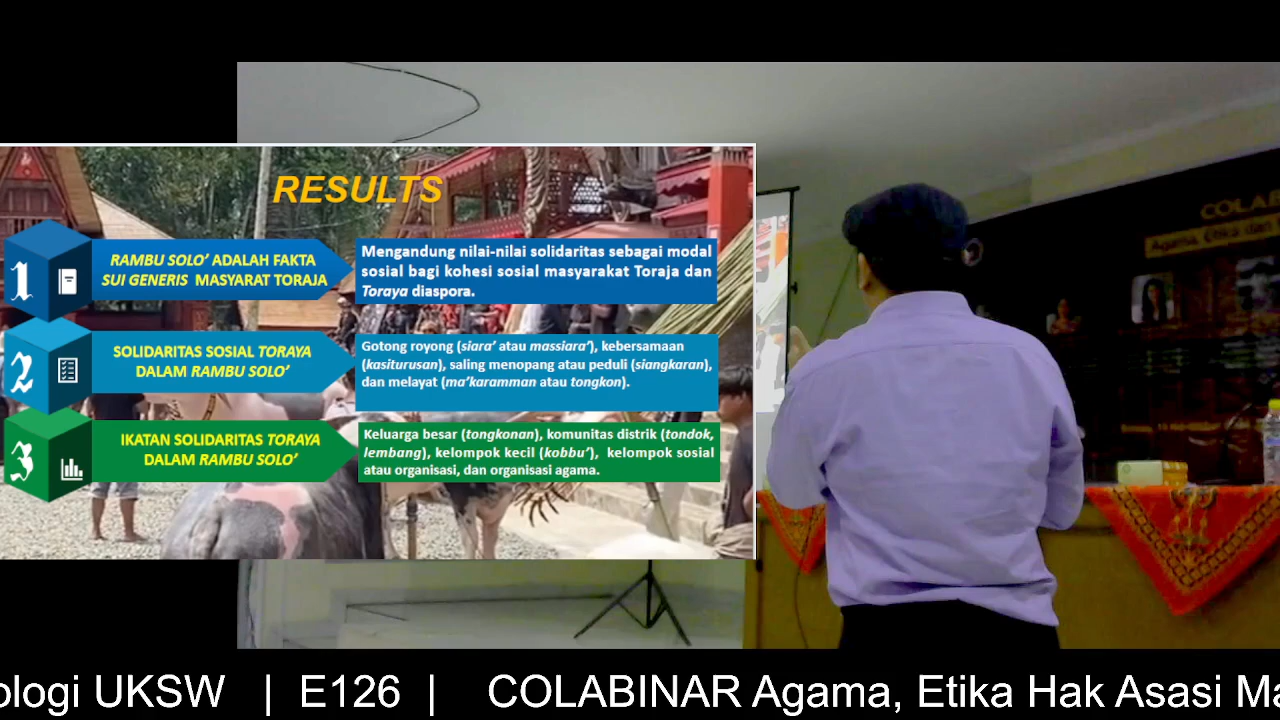 RESULTS
1
RAMBU SOLO’ ADALAH FAKTA
SUI GENERIS MASYARAT TORAJA
Mengandung nilai-nilai solidaritas sebagai modal
sosial bagi kohesi sosial masyarakat Toraja dan
Toraya diaspora.
2
SOLIDARITAS SOSIAL TORAYA
DALAM RAMBU SOLO’
Gotong royong (siara’ atau massiara’), kebersamaan
(kasiturusan), saling menopang atau peduli (siangkaran),
dan melayat (ma’karamman atau tongkon).
3
IKATAN SOLIDARITAS TORAYA
DALAM RAMBU SOLO’
Keluarga besar (tongkonan), komunitas distrik (tondok,
lembang), kelompok kecil (kobbu’), kelompok sosial
atau organisasi, dan organisasi agama.
COLAB
Agama, Etika dan
ologi UKSW | E126 | COLABINAR Agama, Etika Hak Asasi Ma